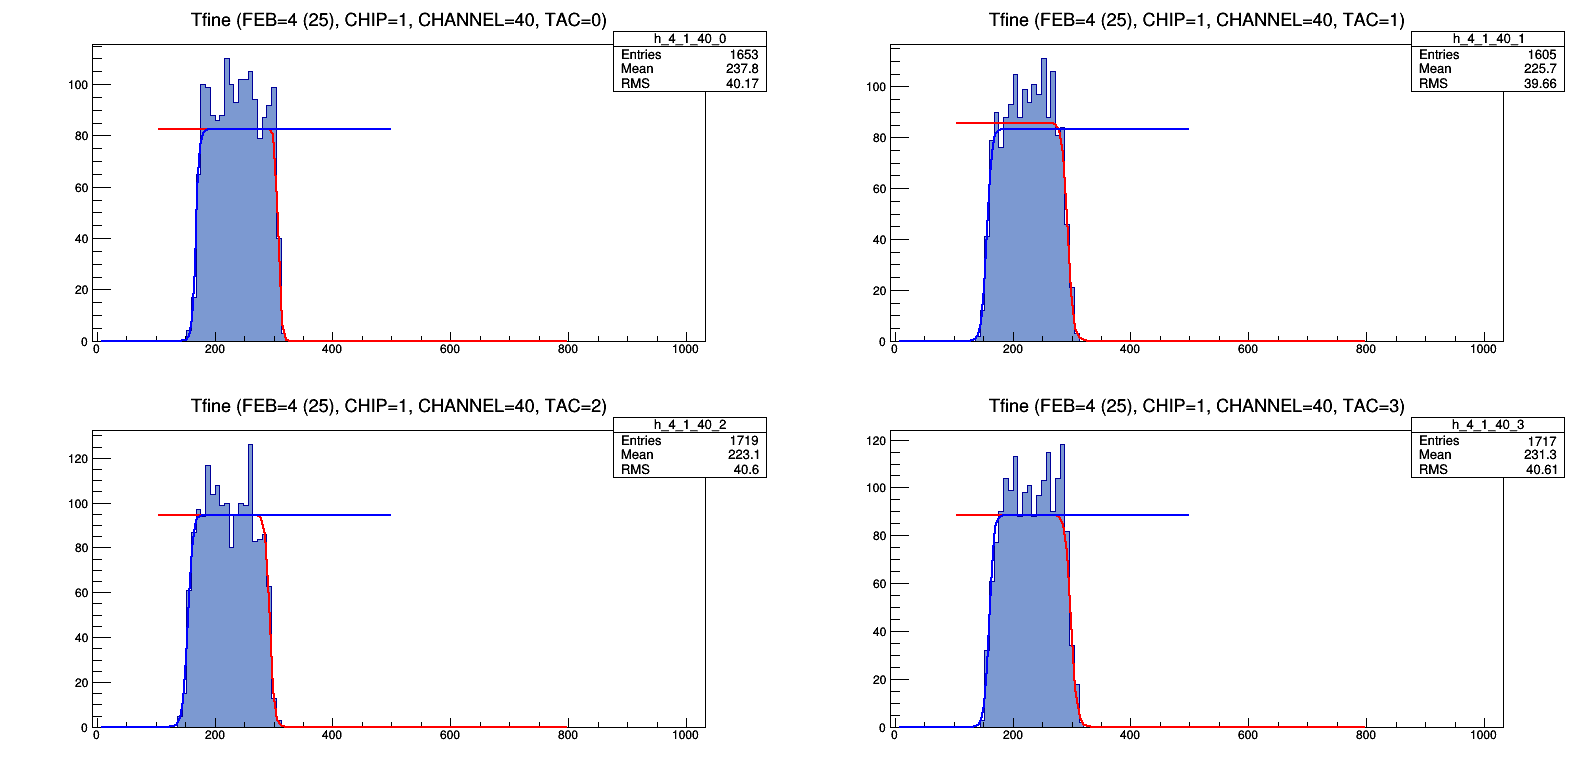 Tfine (FEB=4 (25), CHIP=1, CHANNEL=40, TAC=0)
h_4_1_40_0
Entries 1653
Mean 237.8
RMS 40.17
100
80
60
40
20
0
0 200 400 600 800 1000
Tfine (FEB=4 (25), CHIP=1, CHANNEL=40, TAC=1)
h_4_1_40_1
Entries 1605
Mean 225.7
RMS 39.66
100
80
60
40
20
0
0 200 400 600 800 1000
Tfine (FEB=4 (25), CHIP=1, CHANNEL=40, TAC=2)
h_4_1_40_2
Entries 1719
Mean 223.1
RMS 40.6
120
100
80
60
40
20
0
0 200 400 600 800 1000
Tfine (FEB=4 (25), CHIP=1, CHANNEL=40, TAC=3)
h_4_1_40_3
Entries 1717
Mean 231.3
RMS 40.61
120
100
80
60
40
20
0
0 200 400 600 800 1000